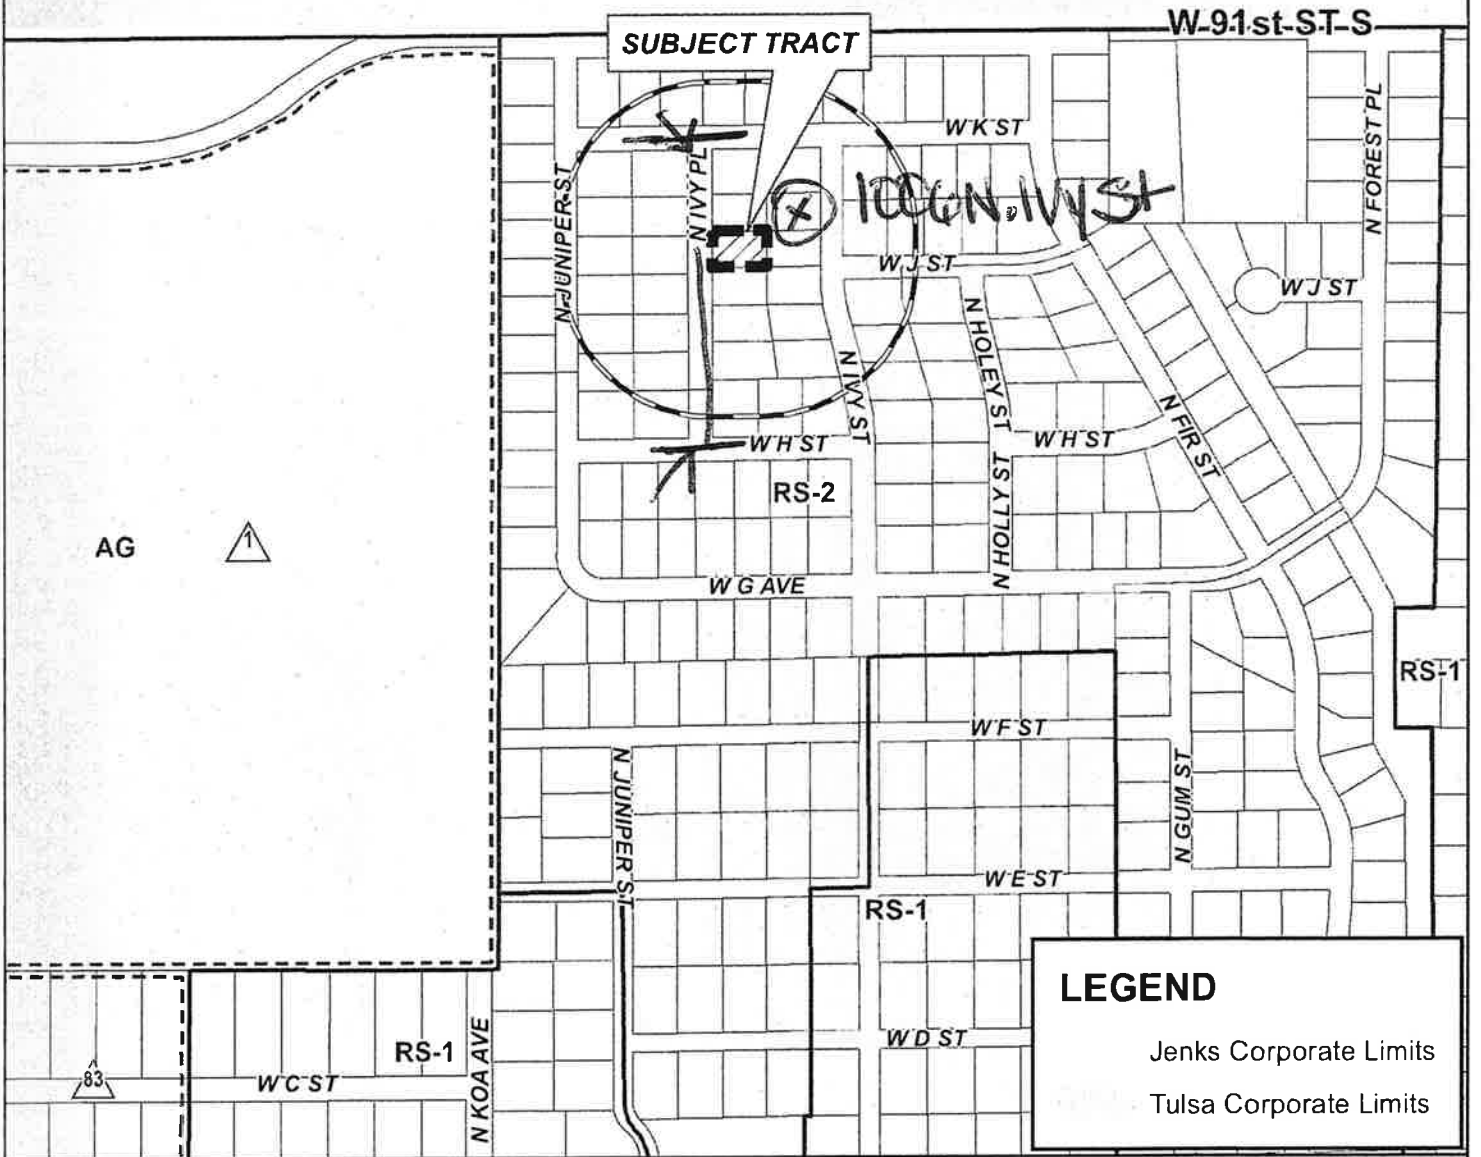 W-91st-ST-S
SUBJECT TRACT
W K ST
N FOREST PL
N JUNIPER ST
N IVY PL
X
1006 N. Ivy St
W J ST
W J ST
N HOLEY ST
N IVY ST
N FIR ST
W H ST
W H ST
RS-2
N HOLLY ST
AG
1
W G AVE
RS-1
W F ST
N JUNIPER ST
N GUM ST
W E ST
RS-1
LEGEND
Jenks Corporate Limits
Tulsa Corporate Limits
W D ST
RS-1
N KOA AVE
83
W C ST